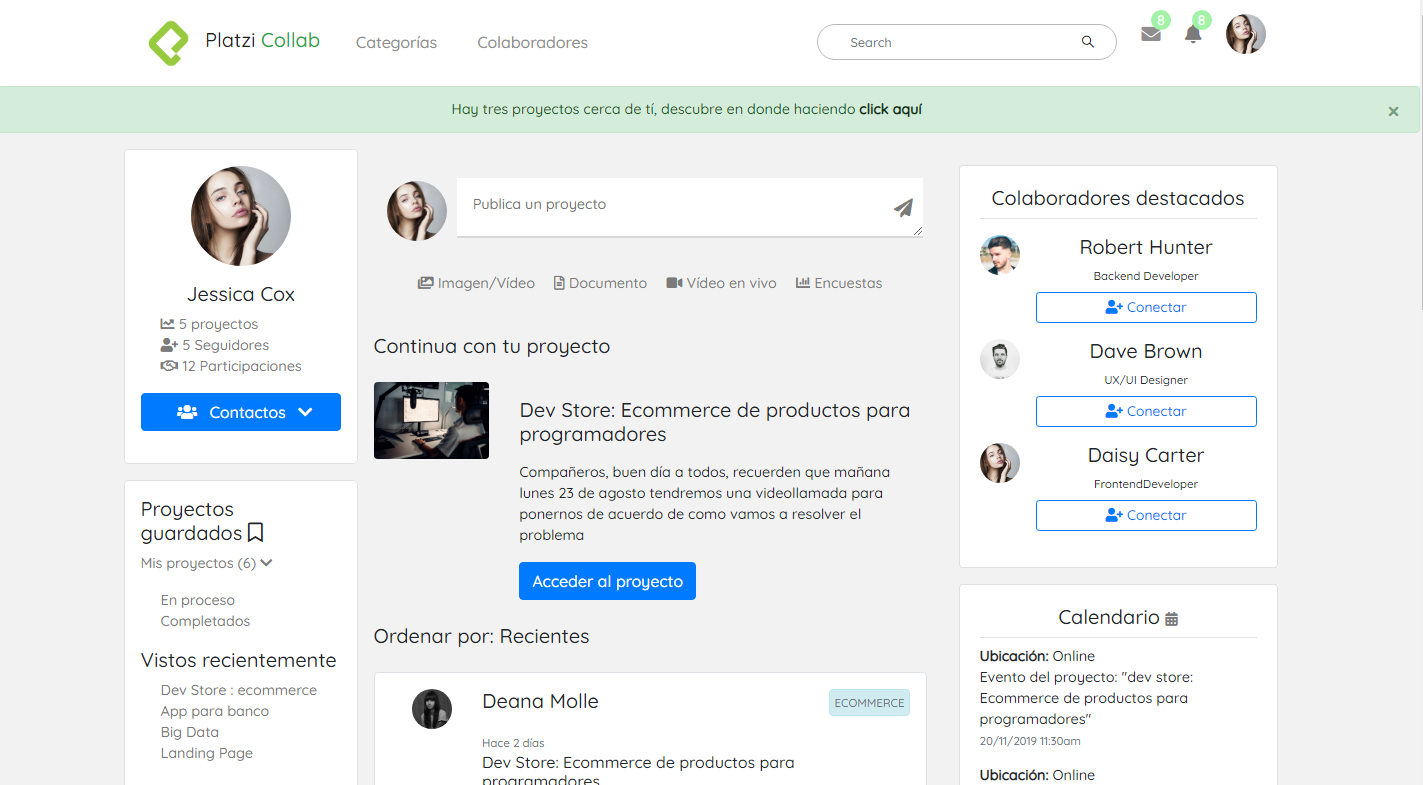 Platzi Collab
Categorías
Colaboradores
Search
8
8
Hay tres proyectos cerca de tí, descubre en donde haciendo click aquí
×
Jessica Cox
5 proyectos
5 Seguidores
12 Participaciones
Contactos
Proyectos
guardados
Mis proyectos (6)
En proceso
Completados
Vistos recientemente
Dev Store : ecommerce
App para banco
Big Data
Landing Page
Publica un proyecto
Imagen/Vídeo
Documento
Vídeo en vivo
Encuestas
Continua con tu proyecto
Dev Store: Ecommerce de productos para
programadores
Compañeros, buen día a todos, recuerden que mañana
lunes 23 de agosto tendremos una videollamada para
ponernos de acuerdo de como vamos a resolver el
problema
Acceder al proyecto
Ordenar por: Recientes
Deana Molle
ECOMMERCE
Hace 2 días
Dev Store: Ecommerce de productos para
programadores
Colaboradores destacados
Robert Hunter
Backend Developer
Conectar
Dave Brown
UX/UI Designer
Conectar
Daisy Carter
FrontendDeveloper
Conectar
Calendario
Ubicación: Online
Evento del proyecto: "dev store:
Ecommerce de productos para
programadores"
20/11/2019 11:30am
Ubicación: Online